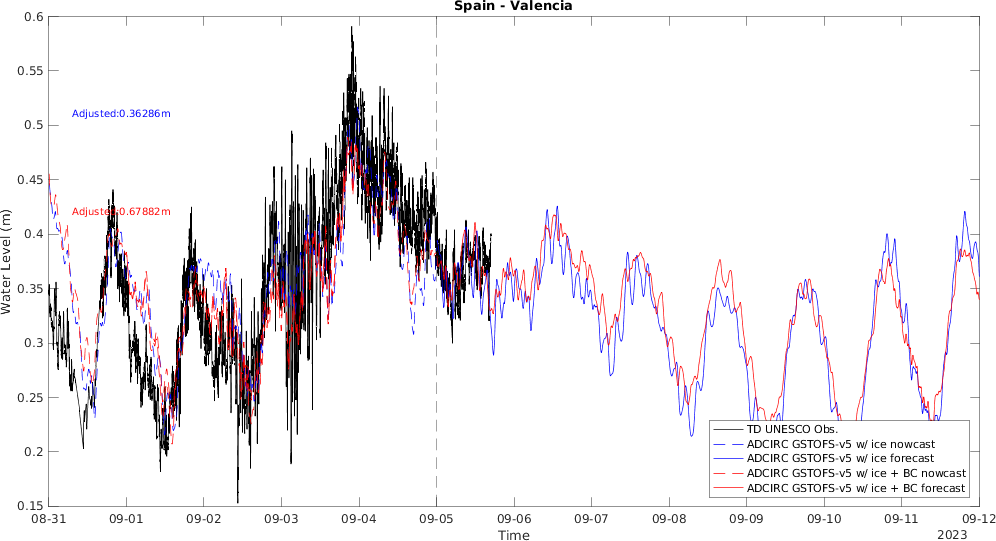 Spain - Valencia
0.6
0.55
0.5
0.45
0.4
0.35
0.3
0.25
0.2
0.15
Water Level (m)
Adjusted:0.36286m
Adjusted:0.67882m
TD UNESCO Obs.
ADCIRC GSTOFS-v5 w/ ice nowcast
ADCIRC GSTOFS-v5 w/ ice forecast
ADCIRC GSTOFS-v5 w/ ice + BC nowcast
ADCIRC GSTOFS-v5 w/ ice + BC forecast
08-31 09-01 09-02 09-03 09-04 09-05 09-06 09-07 09-08 09-09 09-10 09-11 09-12
Time
2023